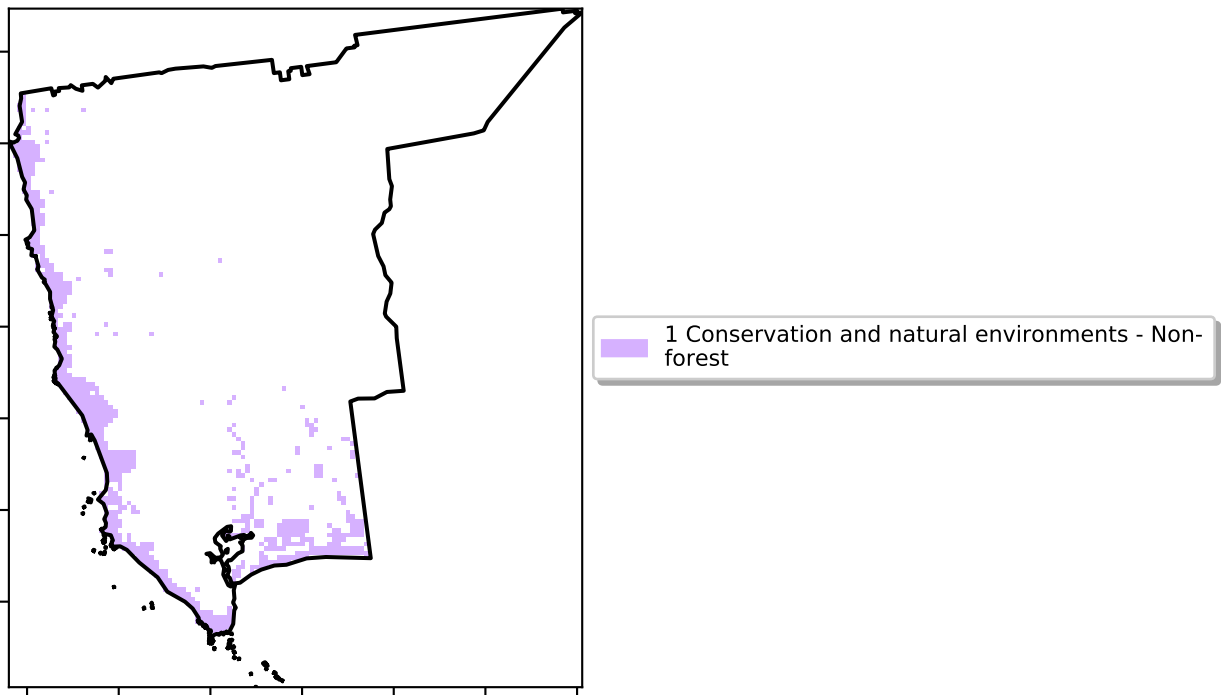 1 Conservation and natural environments - Non-
forest